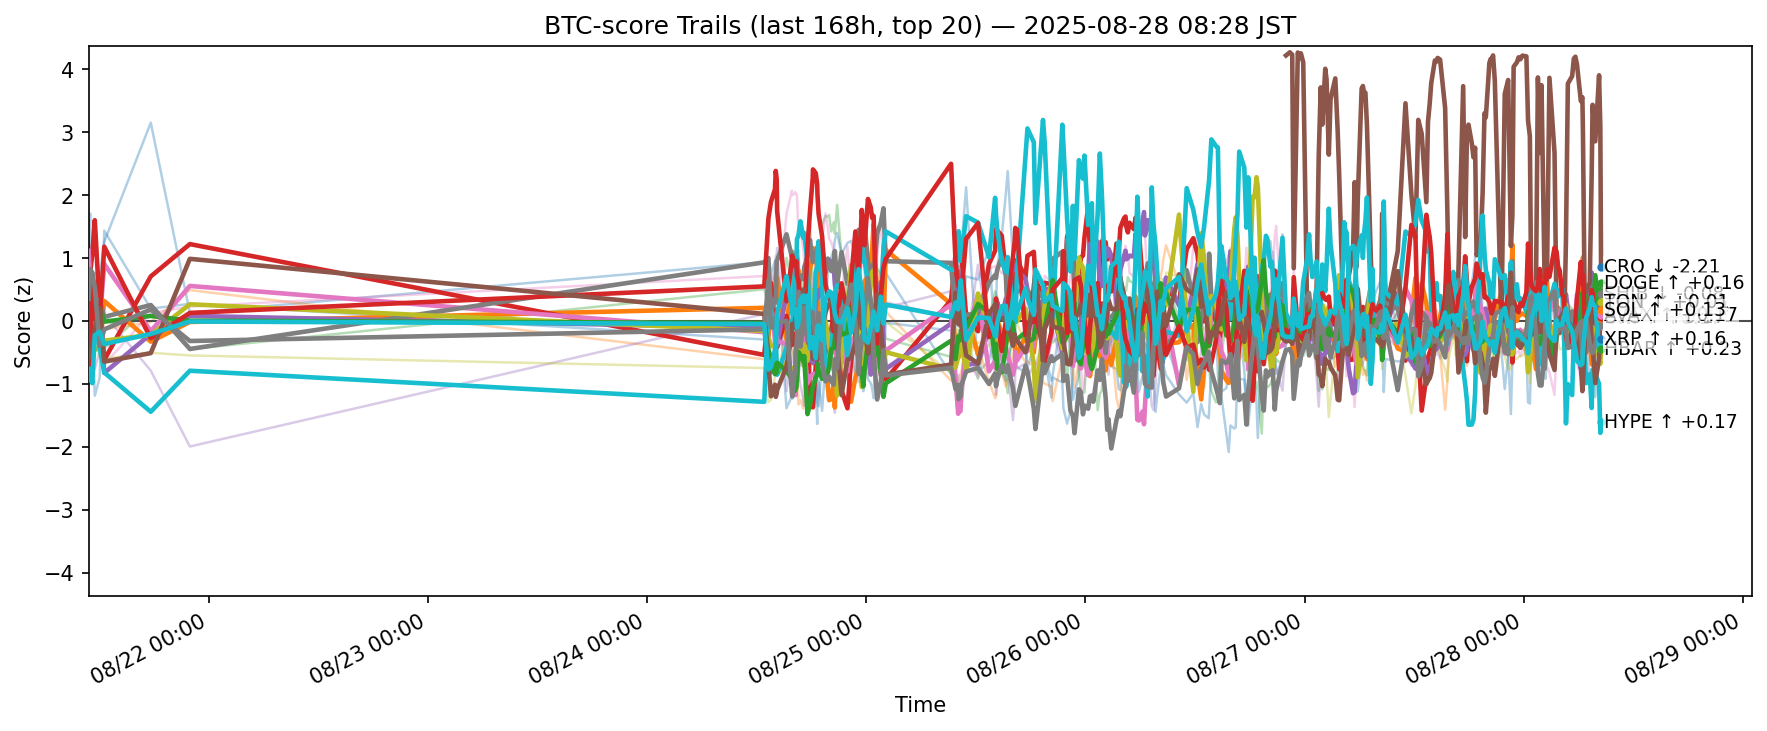 BTC-score Trails (last 168h, top 20) — 2025-08-28 08:28 JST
Score (z)
4
3
2
1
0
−1
−2
−3
−4
CRO ↓ -2.21
DOGE ↑ +0.16
TON ↑ +0.01
SOL ↑ +0.13
XRP ↑ +0.16
HBAR ↑ +0.23
HYPE ↑ +0.17
08/22 00:00
08/23 00:00
08/24 00:00
08/25 00:00
08/26 00:00
08/27 00:00
08/28 00:00
08/29 00:00
Time